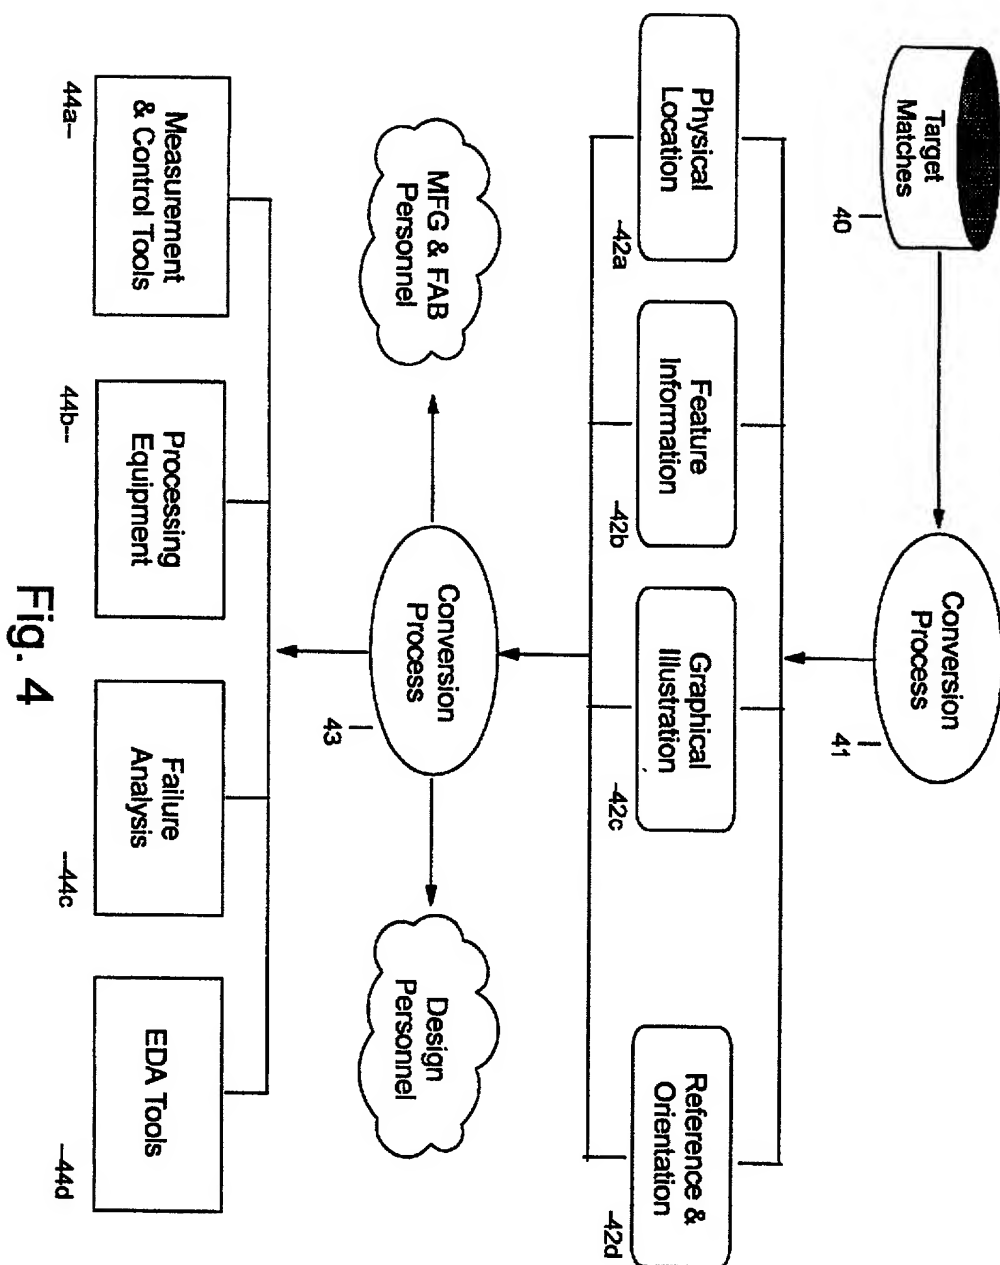 Target
Matches
40
Conversion
Process
41
Physical
Location
-42a
Feature
Information
-42b
Graphical
Illustration
-42c
Reference &
Orientation
-42d
MFG & FAB
Personnel
Conversion
Process
43
Design
Personnel
Measurement
& Control Tools
44a--
Processing
Equipment
44b--
Failure
Analysis
--44c
EDA Tools
--44d
Fig. 4